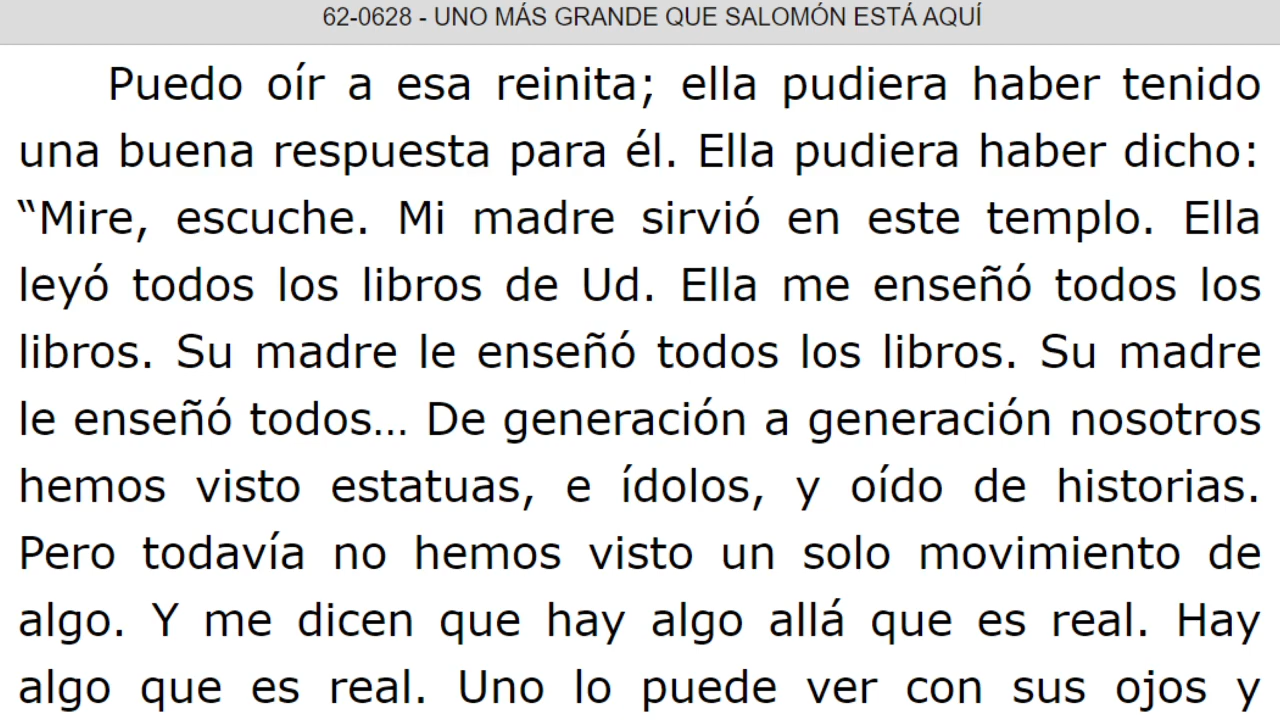 62-0628 - UNO MÁS GRANDE QUE SALOMÓN ESTÁ AQUÍ
Puedo oír a esa reinita; ella pudiera haber tenido
una buena respuesta para él. Ella pudiera haber dicho:
“Mire, escuche. Mi madre sirvió en este templo. Ella
leyó todos los libros de Ud. Ella me enseñó todos los
libros. Su madre le enseñó todos los libros. Su madre
le enseñó todos… De generación a generación nosotros
hemos visto estatuas, e ídolos, y oído de historias.
Pero todavía no hemos visto un solo movimiento de
algo. Y me dicen que hay algo allá que es real. Hay
algo que es real. Uno lo puede ver con sus ojos y